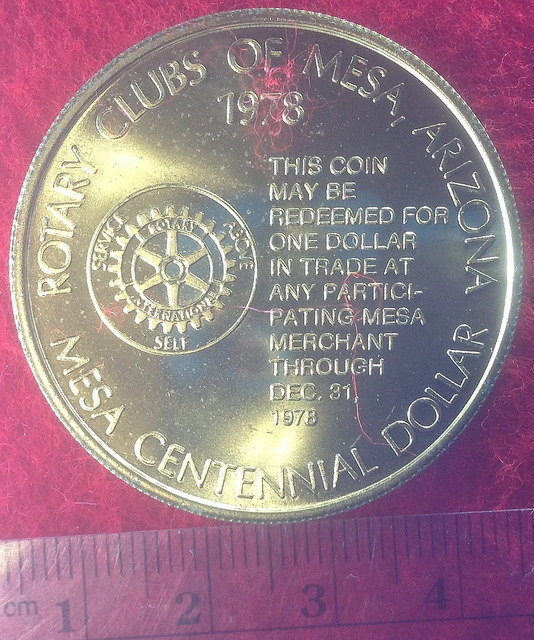 ROTARY CLUBS OF MESA, ARIZONA
1978
THIS COIN
MAY BE
REDEEMED FOR
ONE DOLLAR
IN TRADE AT
ANY PARTICI-
PATING MESA
MERCHANT
THROUGH
DEC. 31,
1978
SERVICE ABOVE
SELF
ROTARY
INTERNATIONAL
MESA CENTENNIAL DOLLAR
cm 1 2 3 4